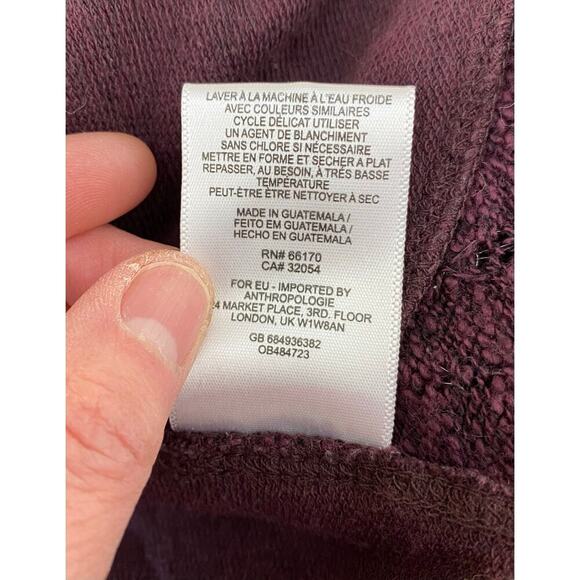 LAVER À LA MACHINE À L'EAU FROIDE
AVEC COULEURS SIMILAIRES
CYCLE DÉLICAT UTILISER
UN AGENT DE BLANCHIMENT
SANS CHLORE SI NÉCESSAIRE
METTRE EN FORME ET SECHER A PLAT
REPASSER, AU BESOIN, À TRÈS BASSE
TEMPÉRATURE
PEUT-ÊTRE ÊTRE NETTOYER À SEC
MADE IN GUATEMALA/
FEITO EM GUATEMALA/
HECHO EN GUATEMALA
RN# 66170
CA# 32054
FOR EU - IMPORTED BY
ANTHROPOLOGIE
24 MARKET PLACE, 3RD. FLOOR
LONDON, UK W1W8AN
GB 684936382
OB484723